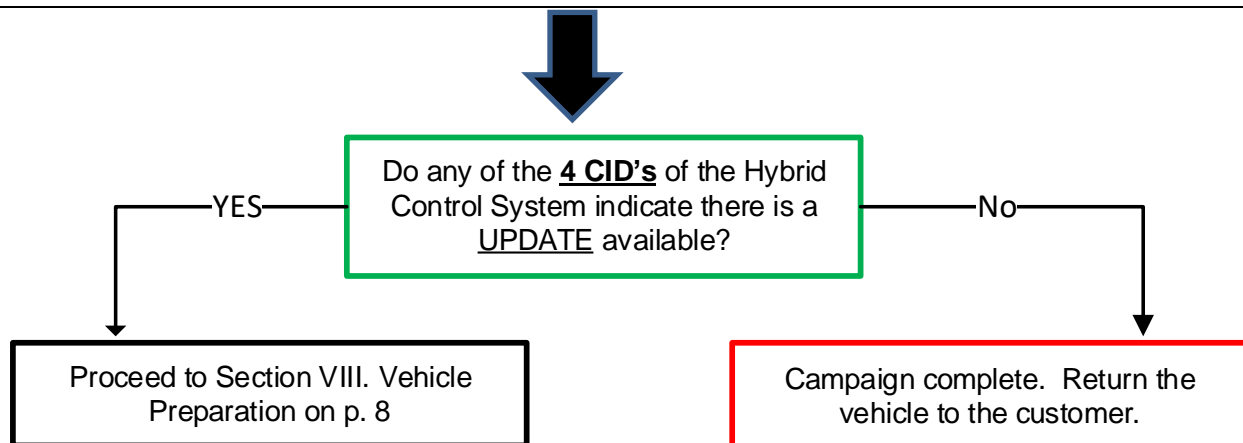 Do any of the 4 CID's of the Hybrid
Control System indicate there is a
UPDATE available?
YES
No
Proceed to Section VIII. Vehicle
Preparation on p. 8
Campaign complete.  Return the
vehicle to the customer.